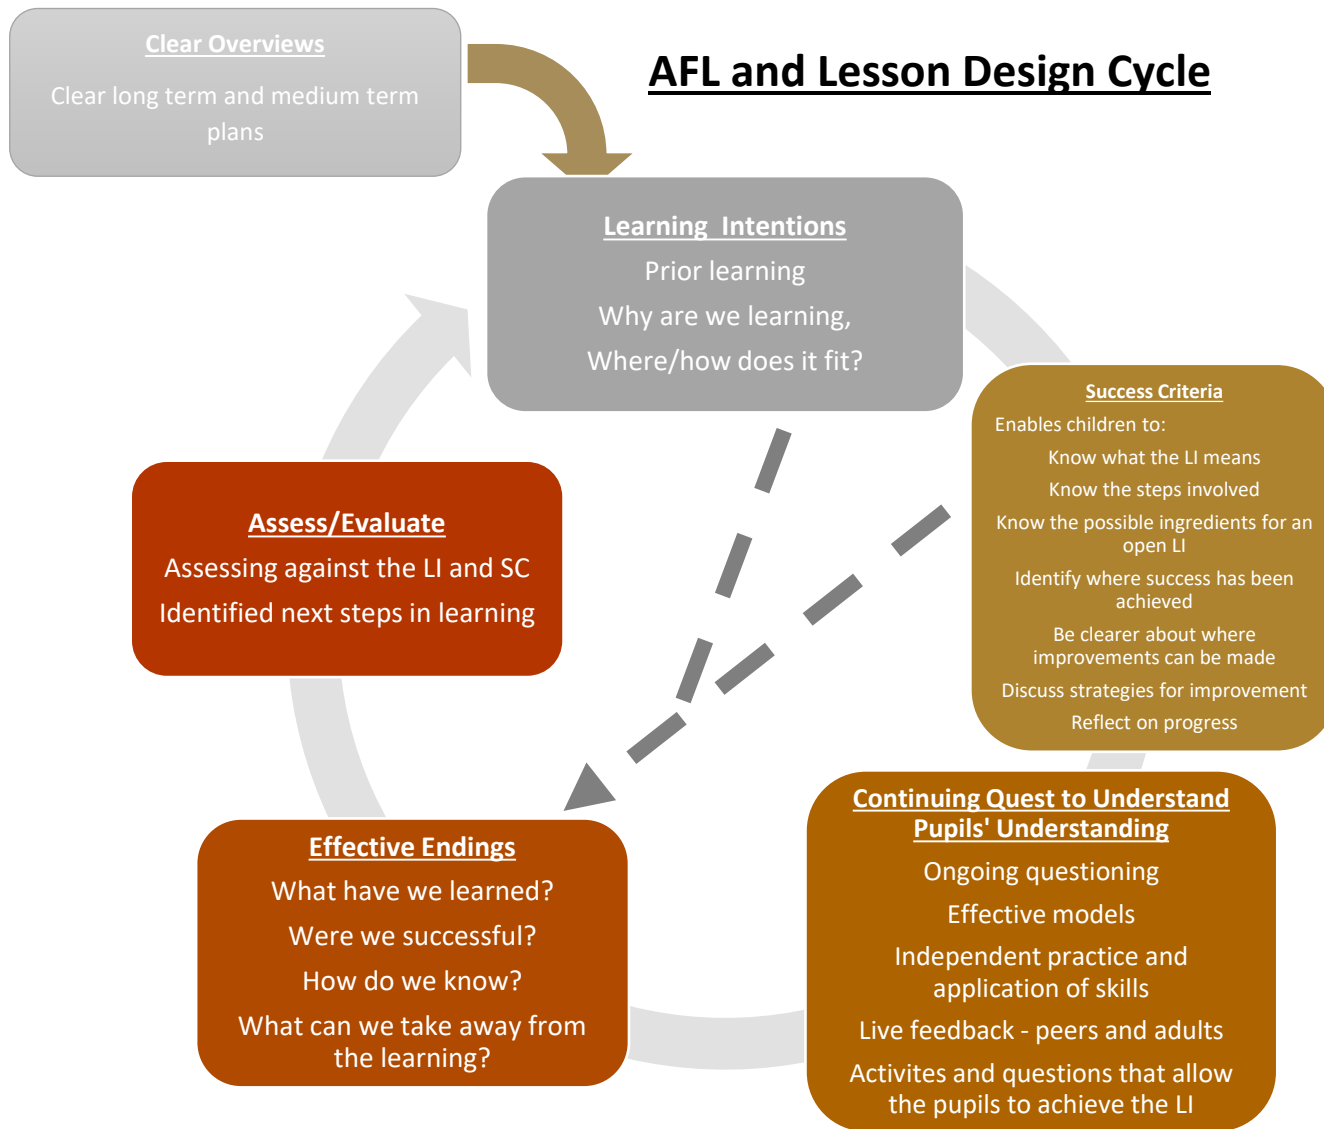 Clear Overviews
Clear long term and medium term
plans
AFL and Lesson Design Cycle
Learning  Intentions
Prior learning
Why are we learning,
Where/how does it fit?
Success Criteria
Enables children to:
Know what the LI means
Know the steps involved
Know the possible ingredients for an
open LI
Identify where success has been
achieved
Be clearer about where
improvements can be made
Discuss strategies for improvement
Reflect on progress
Continuing Quest to Understand
Pupils' Understanding
Ongoing questioning
Effective models
Independent practice and
application of skills
Live feedback - peers and adults
Activites and questions that allow
the pupils to achieve the LI
Effective Endings
What have we learned?
Were we successful?
How do we know?
What can we take away from
the learning?
Assess/Evaluate
Assessing against the LI and SC
Identified next steps in learning